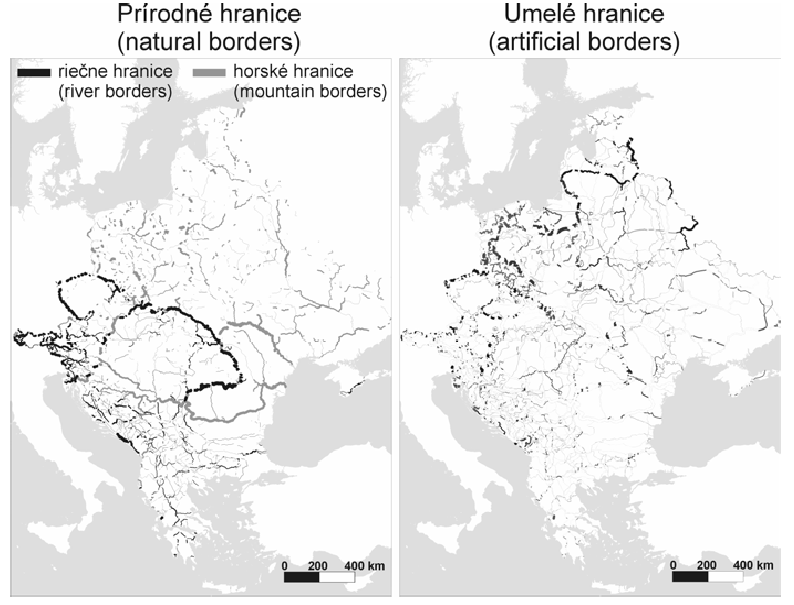 Prírodné hranice
(natural borders)
riečne hranice
(river borders)
horské hranice
(mountain borders)
0 200 400 km
Umelé hranice
(artificial borders)
0 200 400 km